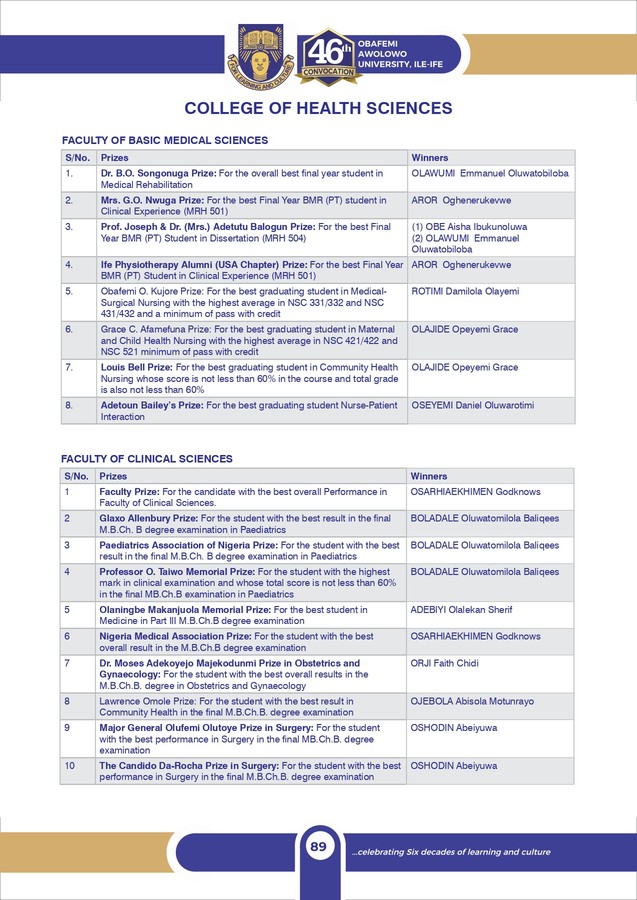 FOR LEARNING AND CULTURE
46th
CONVOCATION
OBAFEMI
AWOLOWO
UNIVERSITY, ILE-IFE
COLLEGE OF HEALTH SCIENCES
FACULTY OF BASIC MEDICAL SCIENCES
S/No. Prizes Winners
1. Dr. B.O. Songonuga Prize: For the overall best final year student in OLAWUMI Emmanuel Oluwatobiloba
Medical Rehabilitation
2. Mrs. G.O. Nwuga Prize: For the best Final Year BMR (PT) student in AROR Oghenerukevwe
Clinical Experience (MRH 501)
3. Prof. Joseph & Dr. (Mrs.) Adetutu Balogun Prize: For the best Final (1) OBE Aisha Ibukunoluwa
Year BMR (PT) Student in Dissertation (MRH 504) (2) OLAWUMI Emmanuel
Oluwatobiloba
4. Ife Physiotherapy Alumni (USA Chapter) Prize: For the best Final Year AROR Oghenerukevwe
BMR (PT) Student in Clinical Experience (MRH 501)
5. Obafemi O. Kujore Prize: For the best graduating student in Medical- ROTIMI Damilola Olayemi
Surgical Nursing with the highest average in NSC 331/332 and NSC
431/432 and a minimum of pass with credit
6. Grace C. Afamefuna Prize: For the best graduating student in Maternal OLAJIDE Opeyemi Grace
and Child Health Nursing with the highest average in NSC 421/422 and
NSC 521 minimum of pass with credit
7. Louis Bell Prize: For the best graduating student in Community Health OLAJIDE Opeyemi Grace
Nursing whose score is not less than 60% in the course and total grade
is also not less than 60%
8. Adetoun Bailey's Prize: For the best graduating student Nurse-Patient OSEYEMI Daniel Oluwarotimi
Interaction
FACULTY OF CLINICAL SCIENCES
S/No. Prizes Winners
1 Faculty Prize: For the candidate with the best overall Performance in OSARHIAEKHIMEN Godknows
Faculty of Clinical Sciences.
2 Glaxo Allenbury Prize: For the student with the best result in the final BOLADALE Oluwatomilola Baliqees
M.B.Ch. B degree examination in Paediatrics
3 Paediatrics Association of Nigeria Prize: For the student with the best BOLADALE Oluwatomilola Baliqees
result in the final M.B.Ch. B degree examination in Paediatrics
4 Professor O. Taiwo Memorial Prize: For the student with the highest BOLADALE Oluwatomilola Baliqees
mark in clinical examination and whose total score is not less than 60%
in the final MB.Ch.B examination in Paediatrics
5 Olaningbe Makanjuola Memorial Prize: For the best student in ADEBIYI Olalekan Sherif
Medicine in Part III M.B.Ch.B degree examination
6 Nigeria Medical Association Prize: For the student with the best OSARHIAEKHIMEN Godknows
overall result in the M.B.Ch.B degree examination
7 Dr. Moses Adekoyejo Majekodunmi Prize in Obstetrics and ORJI Faith Chidi
Gynaecology: For the student with the best overall results in the
M.B.Ch.B. degree in Obstetrics and Gynaecology
8 Lawrence Omole Prize: For the student with the best result in OJEBOLA Abisola Motunrayo
Community Health in the final M.B.Ch.B. degree examination
9 Major General Olufemi Olutoye Prize in Surgery: For the student OSHODIN Abeiyuwa
with the best performance in Surgery in the final MB.Ch.B. degree
examination
10 The Candido Da-Rocha Prize in Surgery: For the student with the best OSHODIN Abeiyuwa
performance in Surgery in the final M.B.Ch.B. degree examination
89
...celebrating Six decades of learning and culture